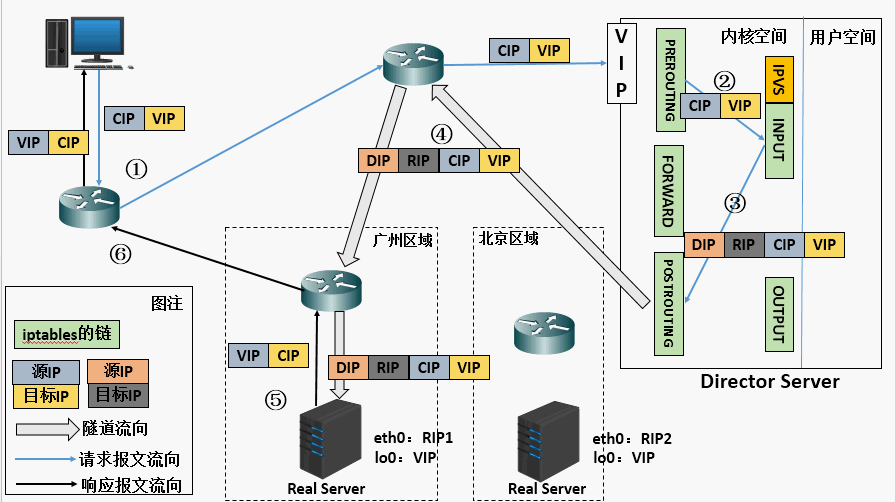 CIP VIP
VIP
内核空间
用户空间
PREROUTING
IPVS
②
CIP VIP
INPUT
CIP VIP
VIP CIP
①
④
DIP RIP CIP VIP
FORWARD
③
DIP RIP CIP VIP
⑥
广州区域
北京区域
POSTROUTING
OUTPUT
Director Server
图注
iptables的链
源IP
源IP
目标IP
目标IP
隧道流向
请求报文流向
响应报文流向
VIP CIP
DIP RIP CIP VIP
⑤
eth0：RIP1
lo0：VIP
Real Server
eth0：RIP2
lo0：VIP
Real Server